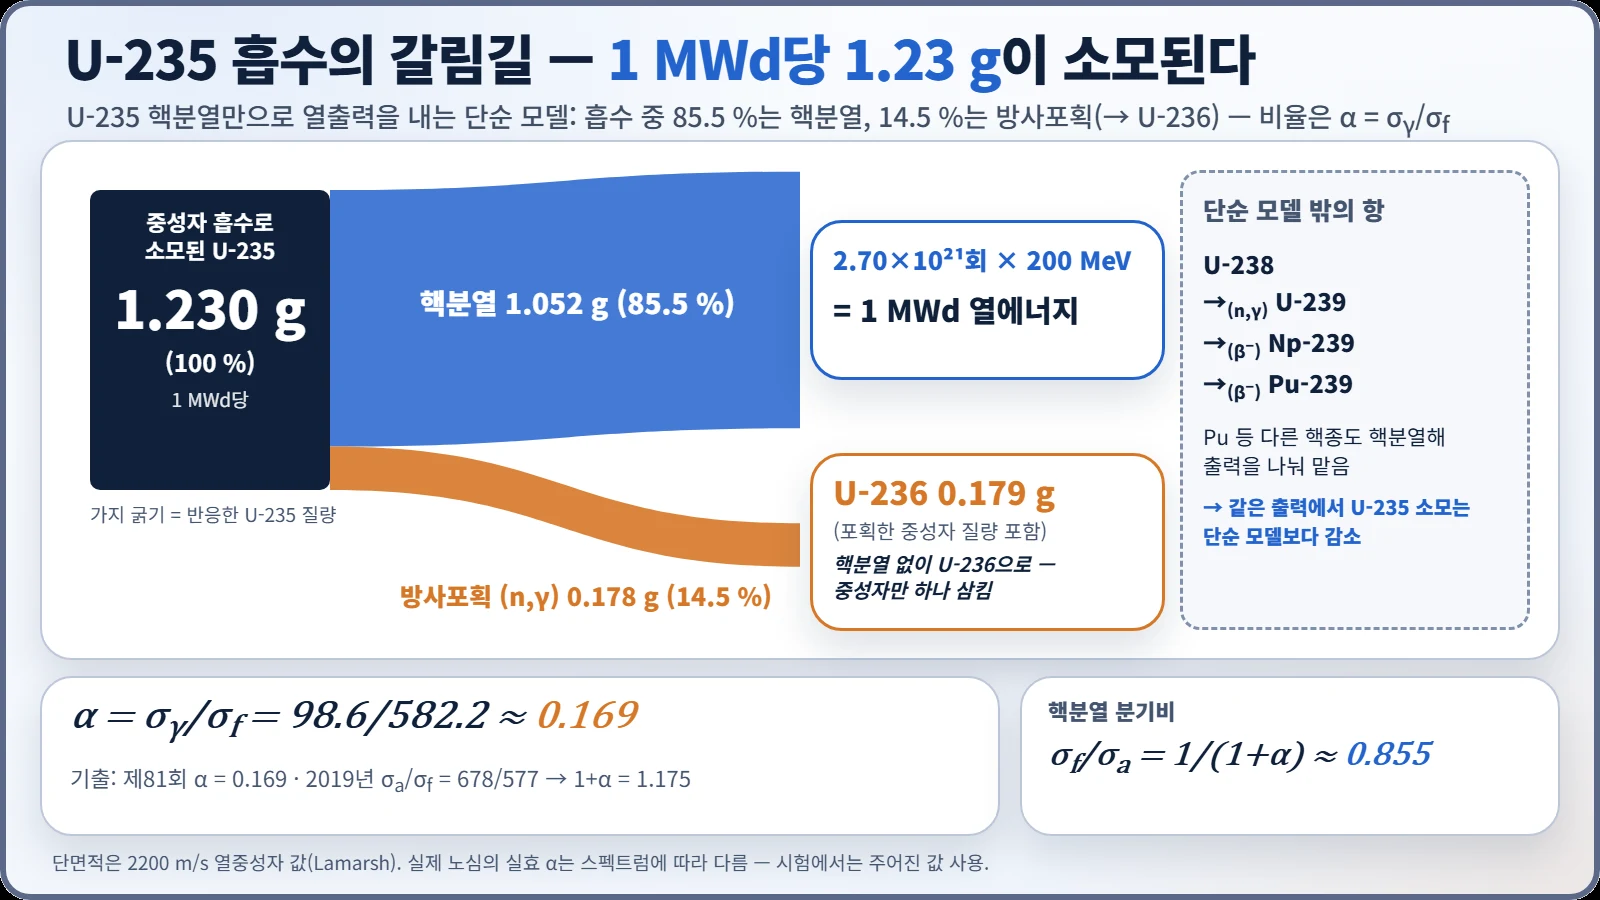 U-235 흡수의 갈림길 — 1 MWd당 1.23 g이 소모된다
U-235 핵분열만으로 열출력을 내는 단순 모델: 흡수 중 85.5 %는 핵분열, 14.5 %는 방사포획(→ U-236) — 비율은 α = σγ/σf
중성자 흡수로
소모된 U-235
1.230 g
(100 %)
1 MWd당
가지 굵기 = 반응한 U-235 질량
핵분열 1.052 g (85.5 %)
방사포획 (n,γ) 0.178 g (14.5 %)
2.70×10²¹회 × 200 MeV
= 1 MWd 열에너지
U-236 0.179 g
(포획한 중성자 질량 포함)
핵분열 없이 U-236으로 —
중성자만 하나 삼킴
단순 모델 밖의 항
U-238
→(n,γ) U-239
→(β⁻) Np-239
→(β⁻) Pu-239
Pu 등 다른 핵종도 핵분열해
출력을 나눠 맡음
→ 같은 출력에서 U-235 소모는
단순 모델보다 감소
α = σγ/σf = 98.6/582.2 ≈ 0.169
기출: 제81회 α = 0.169 · 2019년 σa/σf = 678/577 → 1+α = 1.175
핵분열 분기비
σf/σa = 1/(1+α) ≈ 0.855
단면적은 2200 m/s 열중성자 값(Lamarsh). 실제 노심의 실효 α는 스펙트럼에 따라 다름 — 시험에서는 주어진 값 사용.